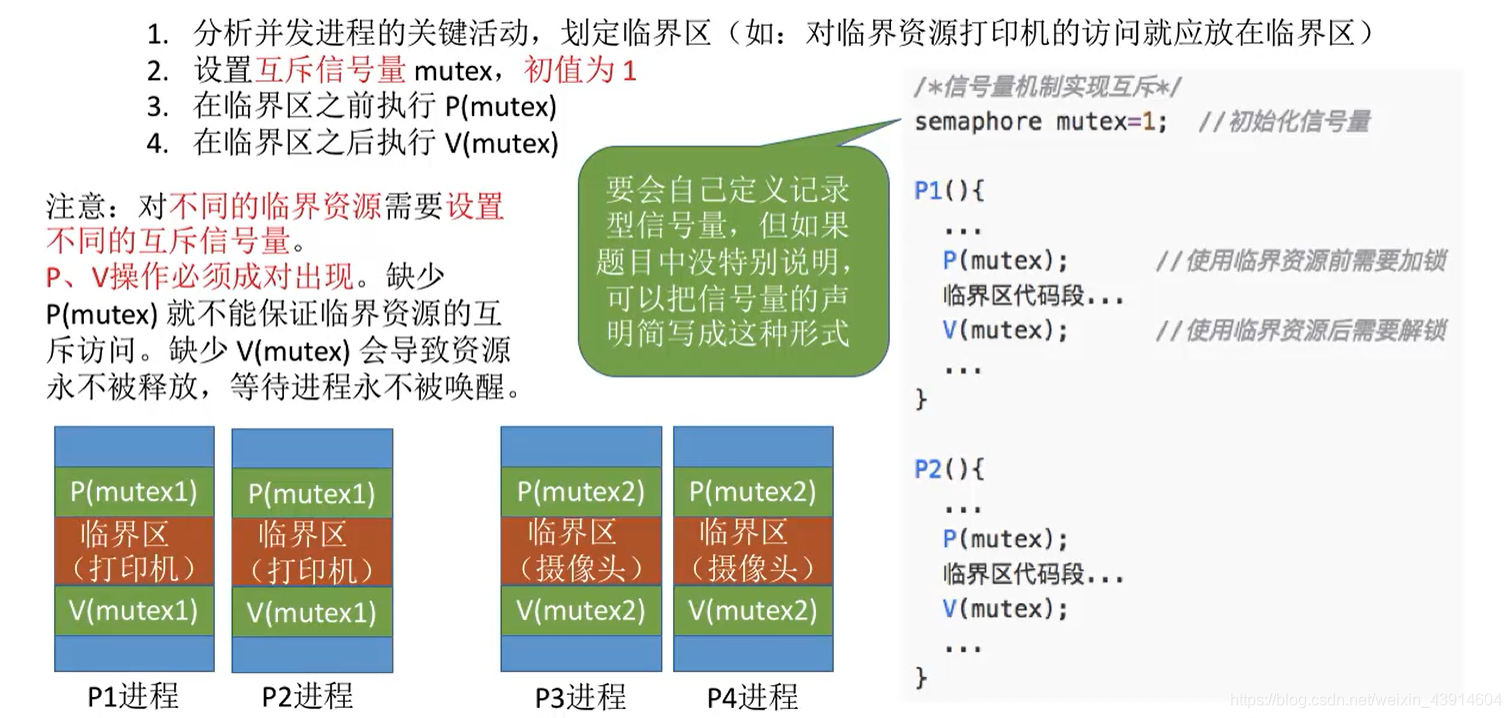 1. 分析并发进程的关键活动，划定临界区（如：对临界资源打印机的访问就应放在临界区）
2. 设置互斥信号量 mutex，初值为 1
3. 在临界区之前执行 P(mutex)
4. 在临界区之后执行 V(mutex)
注意：对不同的临界资源需要设置
不同的互斥信号量。
P、V操作必须成对出现。缺少
P(mutex) 就不能保证临界资源的互
斥访问。缺少 V(mutex) 会导致资源
永不被释放，等待进程永不被唤醒。
要会自己定义记录
型信号量，但如果
题目中没特别说明，
可以把信号量的声
明简写成这种形式
/*信号量机制实现互斥*/
semaphore mutex=1; //初始化信号量
P1(){
...
P(mutex); //使用临界资源前需要加锁
临界区代码段...
V(mutex); //使用临界资源后需要解锁
...
}
P2(){
...
P(mutex);
临界区代码段...
V(mutex);
...
}
P(mutex1)
临界区
（打印机）
V(mutex1)
P1进程
P(mutex1)
临界区
（打印机）
V(mutex1)
P2进程
P(mutex2)
临界区
（摄像头）
V(mutex2)
P3进程
P(mutex2)
临界区
（摄像头）
V(mutex2)
P4进程
https://blog.csdn.net/weixin_43914604